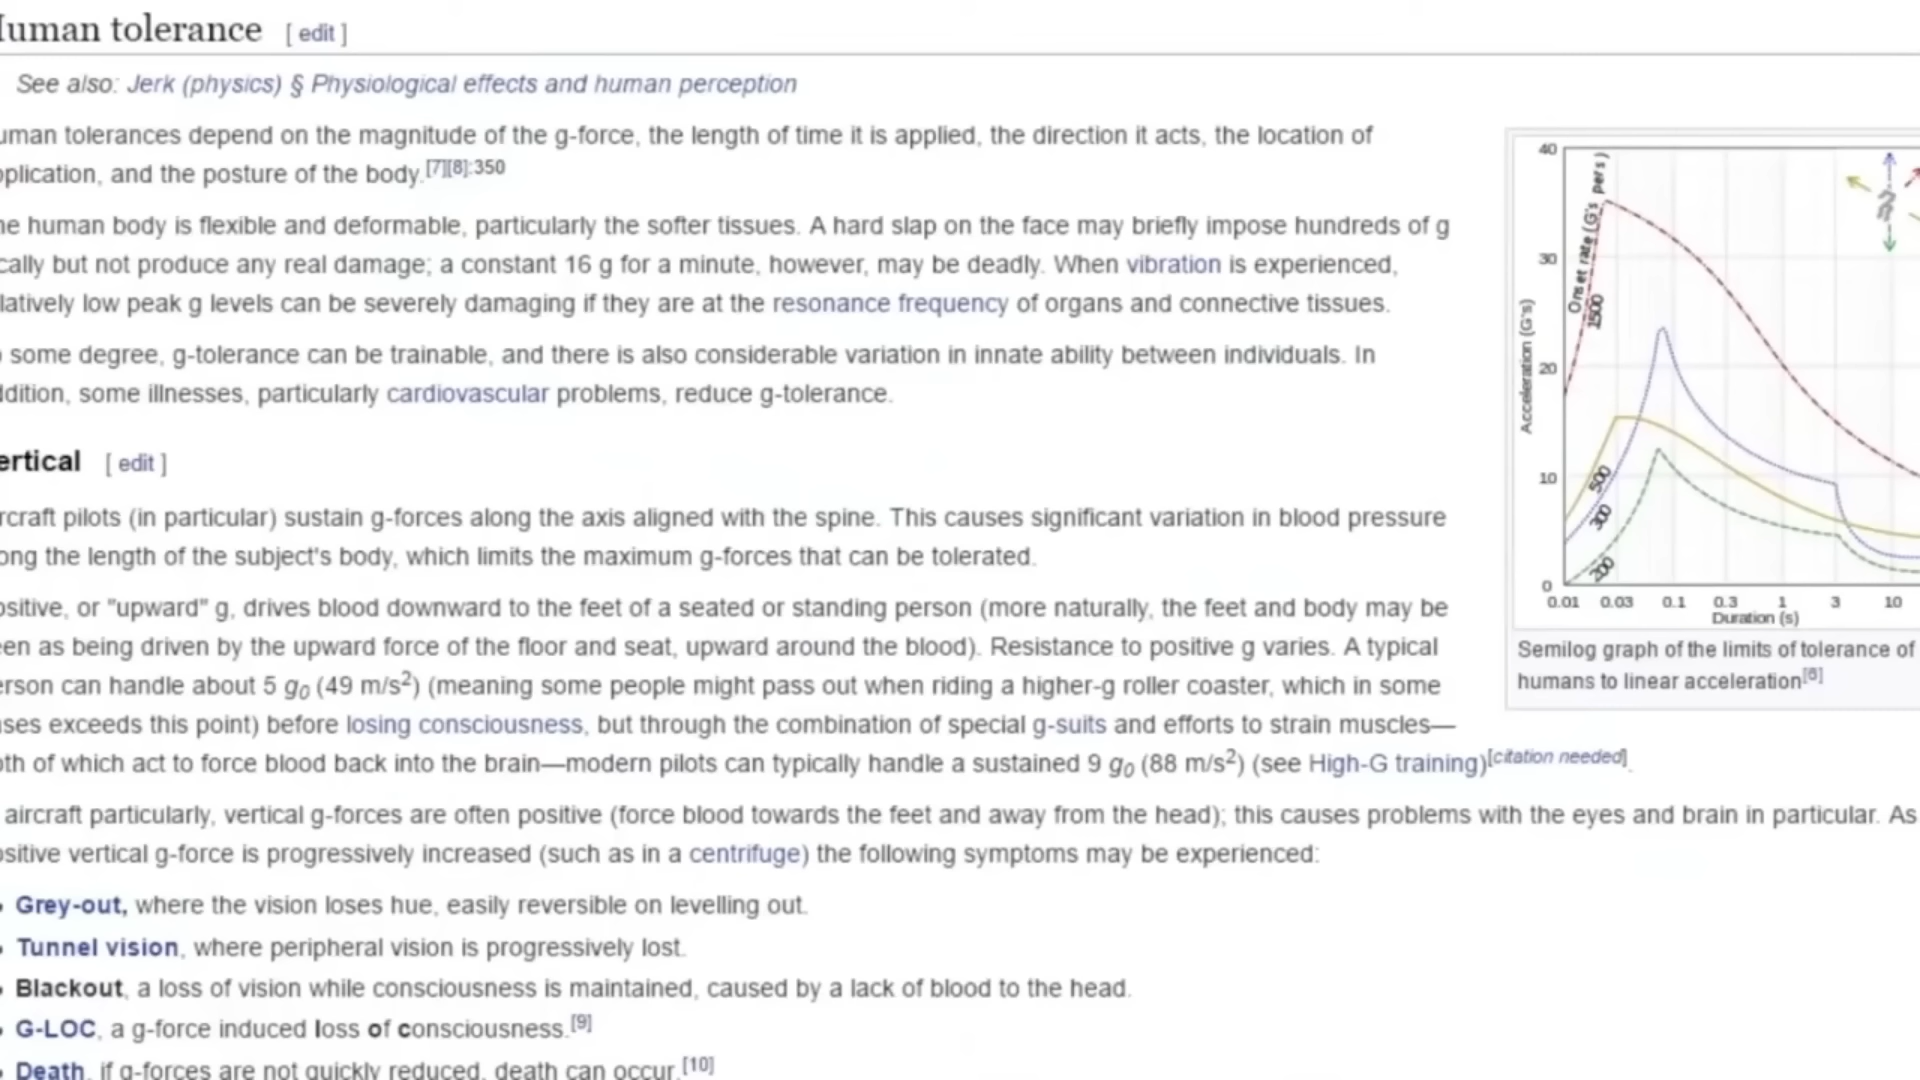 Human tolerance [ edit ]
See also: Jerk (physics) § Physiological effects and human perception
uman tolerances depend on the magnitude of the g-force, the length of time it is applied, the direction it acts, the location of
plication, and the posture of the body.[7][8]:350
he human body is flexible and deformable, particularly the softer tissues. A hard slap on the face may briefly impose hundreds of g
cally but not produce any real damage; a constant 16 g for a minute, however, may be deadly. When vibration is experienced,
latively low peak g levels can be severely damaging if they are at the resonance frequency of organs and connective tissues.
o some degree, g-tolerance can be trainable, and there is also considerable variation in innate ability between individuals. In
ddition, some illnesses, particularly cardiovascular problems, reduce g-tolerance.
ertical [ edit ]
rcraft pilots (in particular) sustain g-forces along the axis aligned with the spine. This causes significant variation in blood pressure
ong the length of the subject's body, which limits the maximum g-forces that can be tolerated.
ositive, or "upward" g, drives blood downward to the feet of a seated or standing person (more naturally, the feet and body may be
een as being driven by the upward force of the floor and seat, upward around the blood). Resistance to positive g varies. A typical
erson can handle about 5 g0 (49 m/s2) (meaning some people might pass out when riding a higher-g roller coaster, which in some
ses exceeds this point) before losing consciousness, but through the combination of special g-suits and efforts to strain muscles—
oth of which act to force blood back into the brain—modern pilots can typically handle a sustained 9 g0 (88 m/s2) (see High-G training)[citation needed].
aircraft particularly, vertical g-forces are often positive (force blood towards the feet and away from the head); this causes problems with the eyes and brain in particular. As
ositive vertical g-force is progressively increased (such as in a centrifuge) the following symptoms may be experienced:
• Grey-out, where the vision loses hue, easily reversible on levelling out.
• Tunnel vision, where peripheral vision is progressively lost.
• Blackout, a loss of vision while consciousness is maintained, caused by a lack of blood to the head.
• G-LOC, a g-force induced loss of consciousness.[9]
• Death, if g-forces are not quickly reduced, death can occur.[10]
Acceleration (G's)
40
30
20
10
0
Onset rate (G's per s)
1500
500
300
200
0.01 0.03 0.1 0.3 1 3 10
Duration (s)
Semilog graph of the limits of tolerance of
humans to linear acceleration[6]